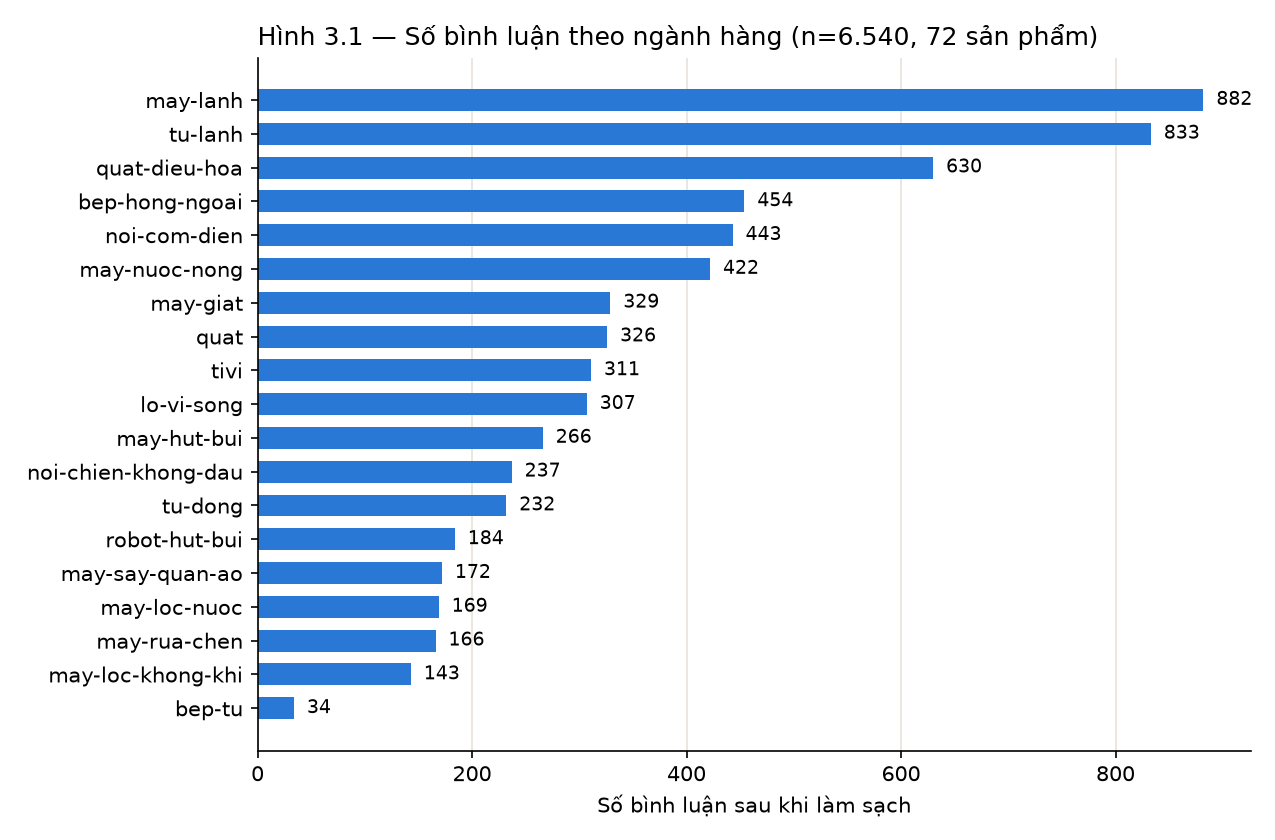 Hình 3.1 — Số bình luận theo ngành hàng (n=6.540, 72 sản phẩm)
may-lanh 882
tu-lanh 833
quat-dieu-hoa 630
bep-hong-ngoai 454
noi-com-dien 443
may-nuoc-nong 422
may-giat 329
quat 326
tivi 311
lo-vi-song 307
may-hut-bui 266
noi-chien-khong-dau 237
tu-dong 232
robot-hut-bui 184
may-say-quan-ao 172
may-loc-nuoc 169
may-rua-chen 166
may-loc-khong-khi 143
bep-tu 34
0 200 400 600 800
Số bình luận sau khi làm sạch